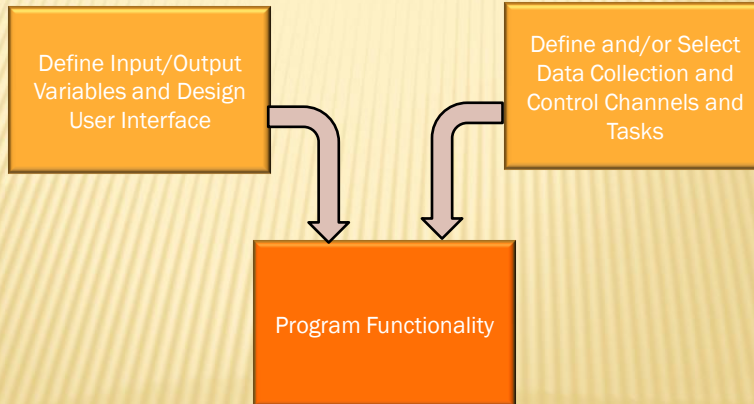 Define Input/Output
Variables and Design
User Interface
Define and/or Select
Data Collection and
Control Channels and
Tasks
Program Functionality